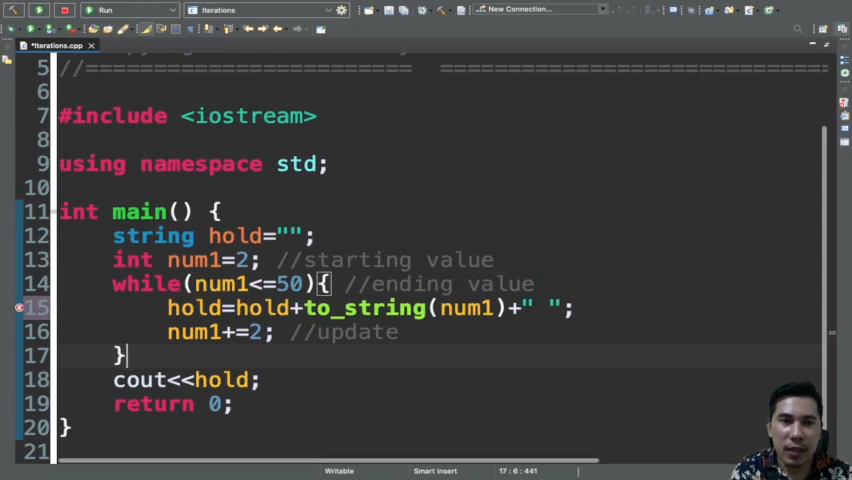 Run
Iterations
New Connection...
*Iterations.cpp
5 //======================== ==============================
6
7 #include <iostream>
8
9 using namespace std;
10
11 int main() {
12 string hold="";
13 int num1=2; //starting value
14 while(num1<=50){ //ending value
15 hold=hold+to_string(num1)+" ";
16 num1+=2; //update
17 }
18 cout<<hold;
19 return 0;
20 }
21
Writable Smart Insert 17 : 6 : 441